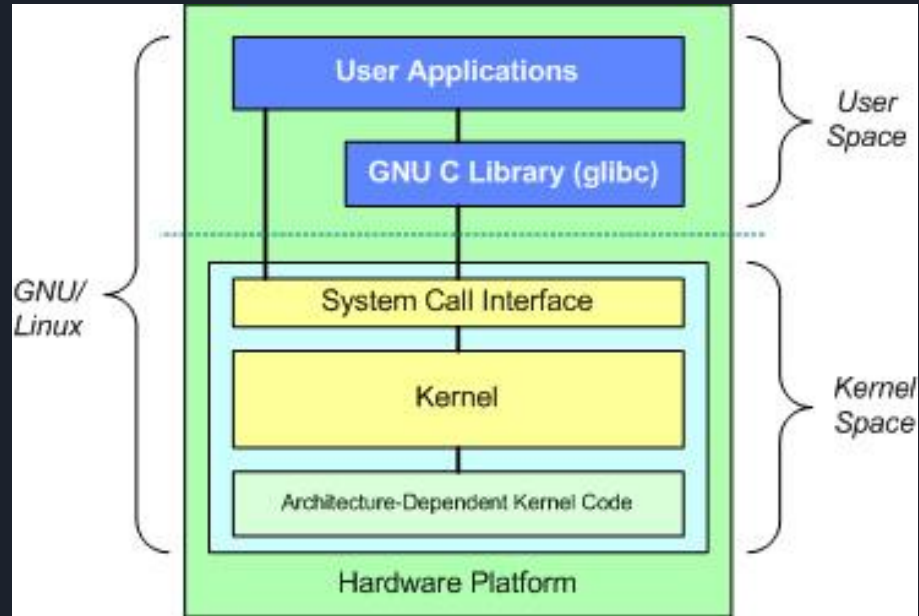 User Applications
User
Space
GNU C Library (glibc)
GNU/
Linux
System Call Interface
Kernel
Kernel
Space
Architecture-Dependent Kernel Code
Hardware Platform